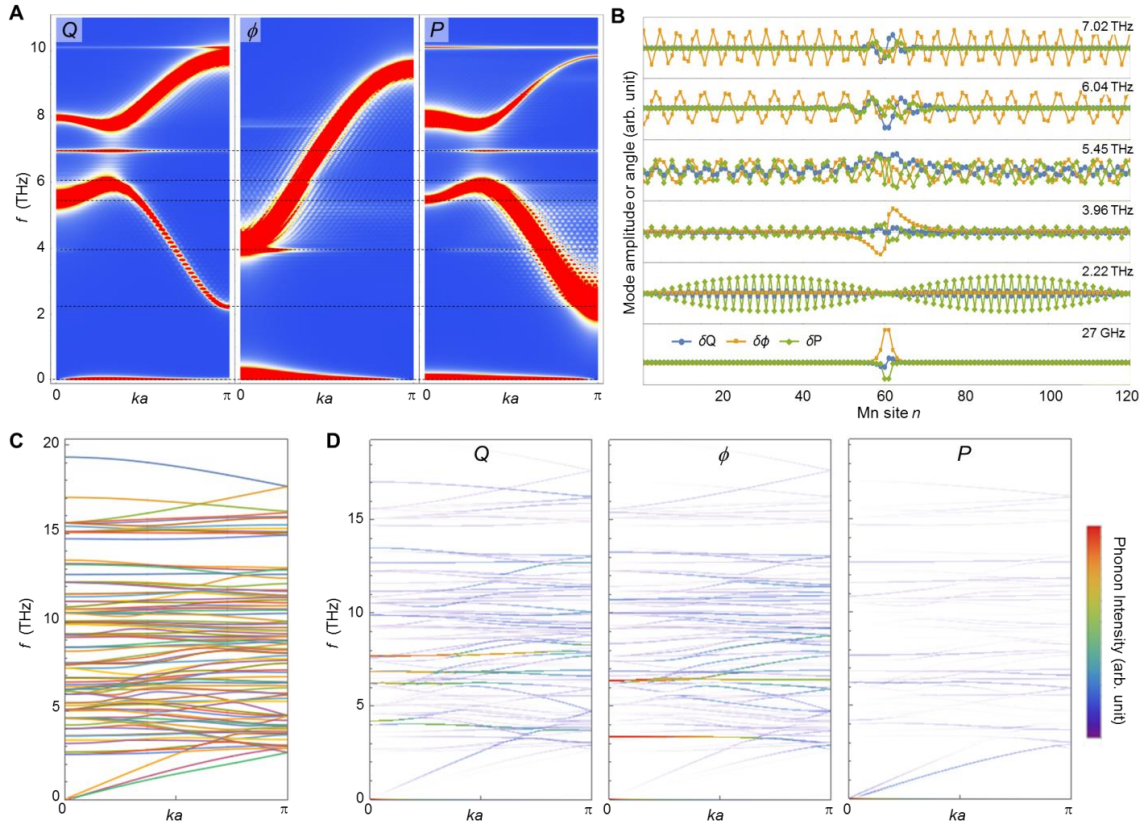 A
Q
ϕ
P
10
8
6
4
2
0
f (THz)
0
ka
π
0
ka
π
0
ka
π
B
7.02 THz
6.04 THz
5.45 THz
3.96 THz
2.22 THz
27 GHz
δQ
δϕ
δP
Mode amplitude or angle (arb. unit)
0
20
40
60
80
100
120
Mn site n
C
20
15
10
5
0
f (THz)
0
ka
π
D
Q
ϕ
P
15
10
5
0
f (THz)
0
ka
π
0
ka
π
0
ka
π
Phonon Intensity (arb. unit)